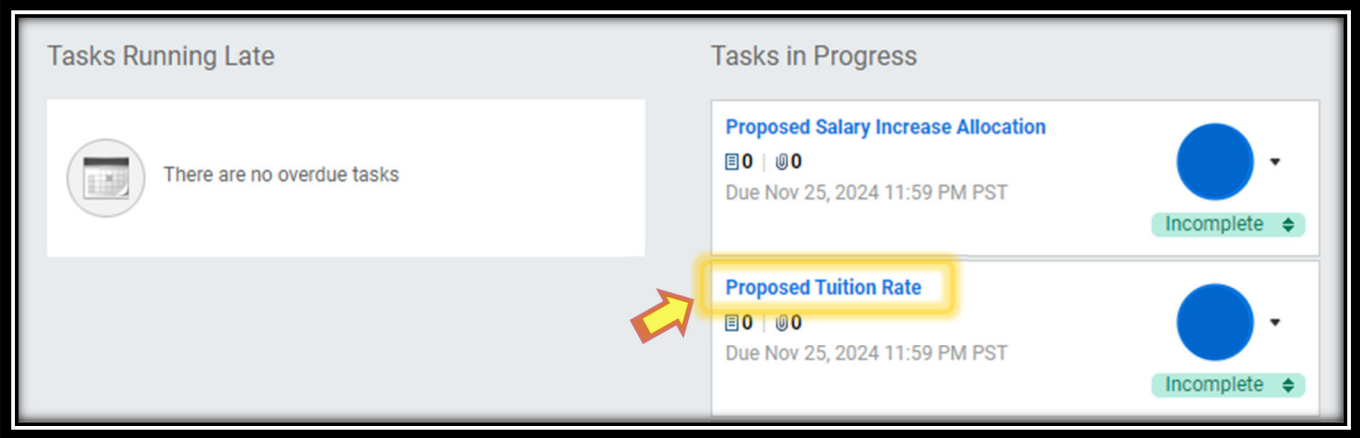 Tasks Running Late
There are no overdue tasks
Tasks in Progress
Proposed Salary Increase Allocation
0 | 0
Due Nov 25, 2024 11:59 PM PST
Incomplete
Proposed Tuition Rate
0 | 0
Due Nov 25, 2024 11:59 PM PST
Incomplete